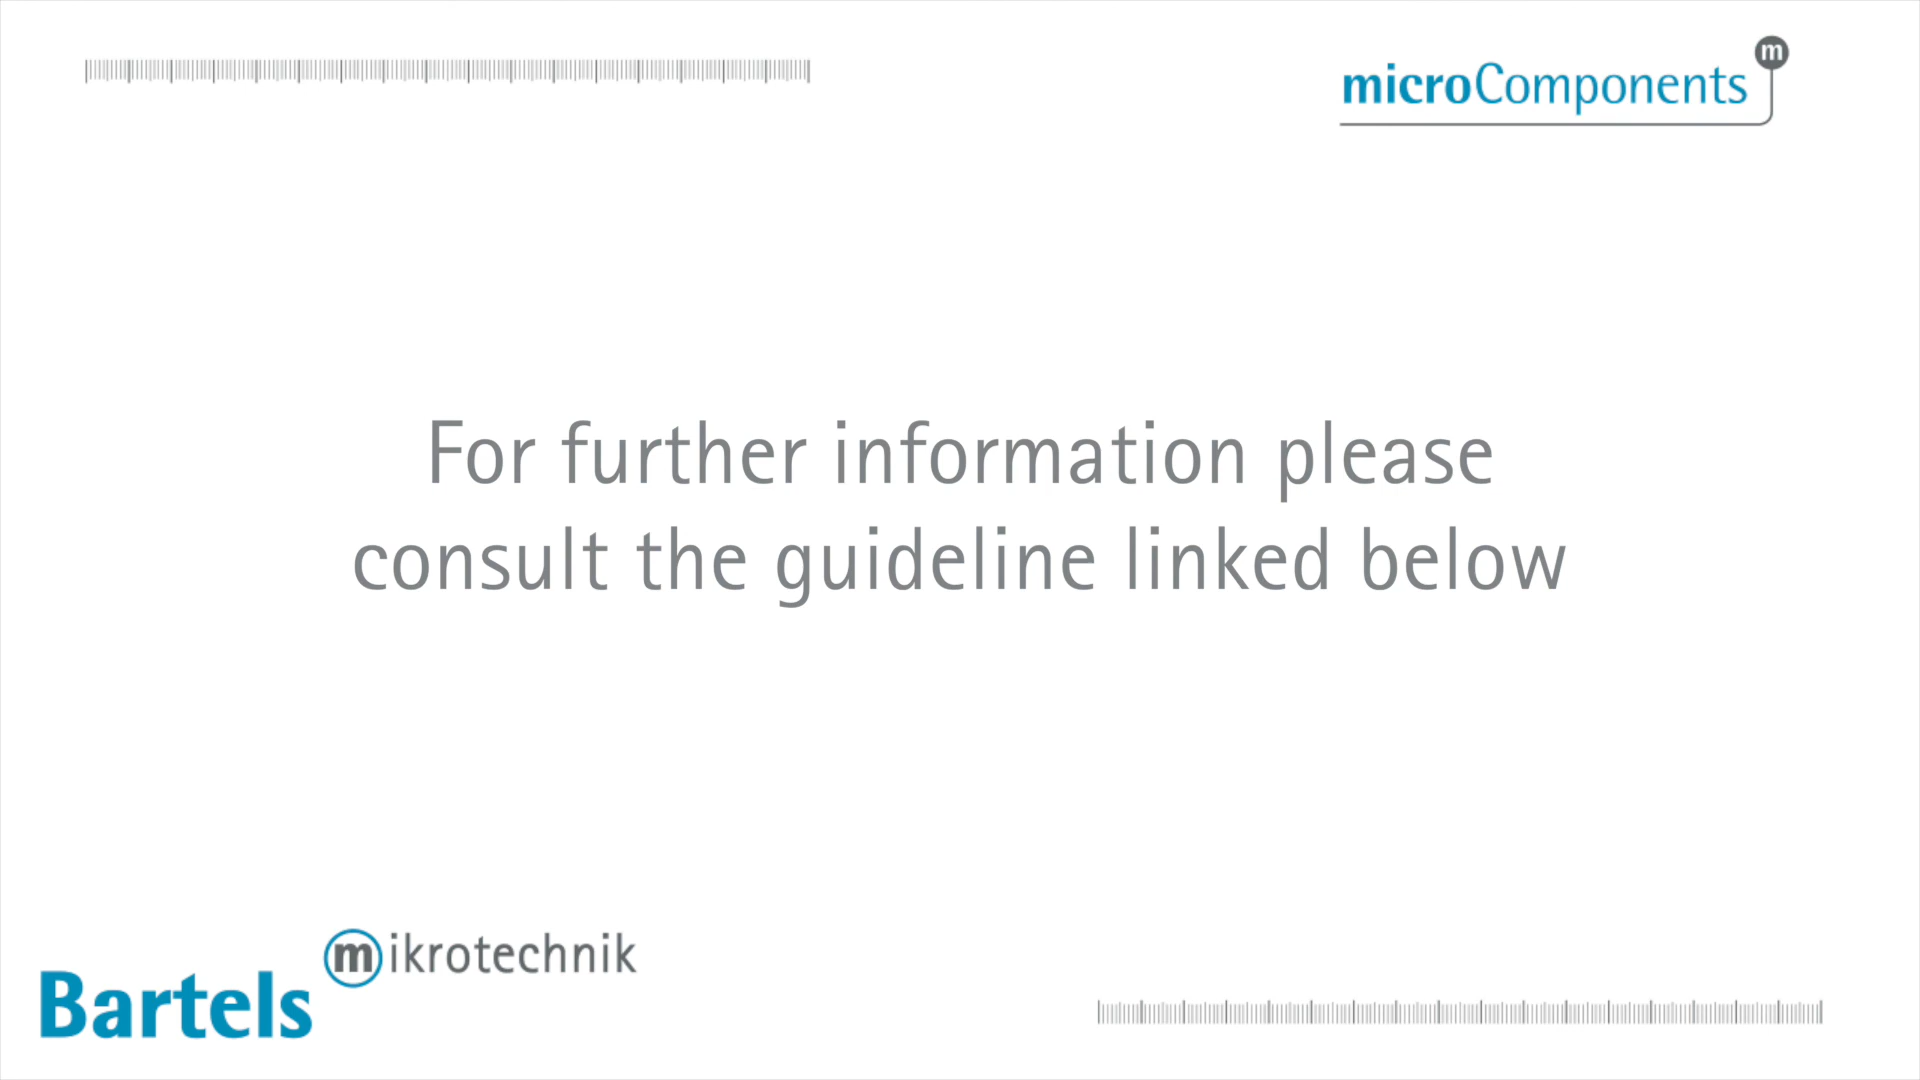 microComponents m
For further information please
consult the guideline linked below
Bartels mikrotechnik